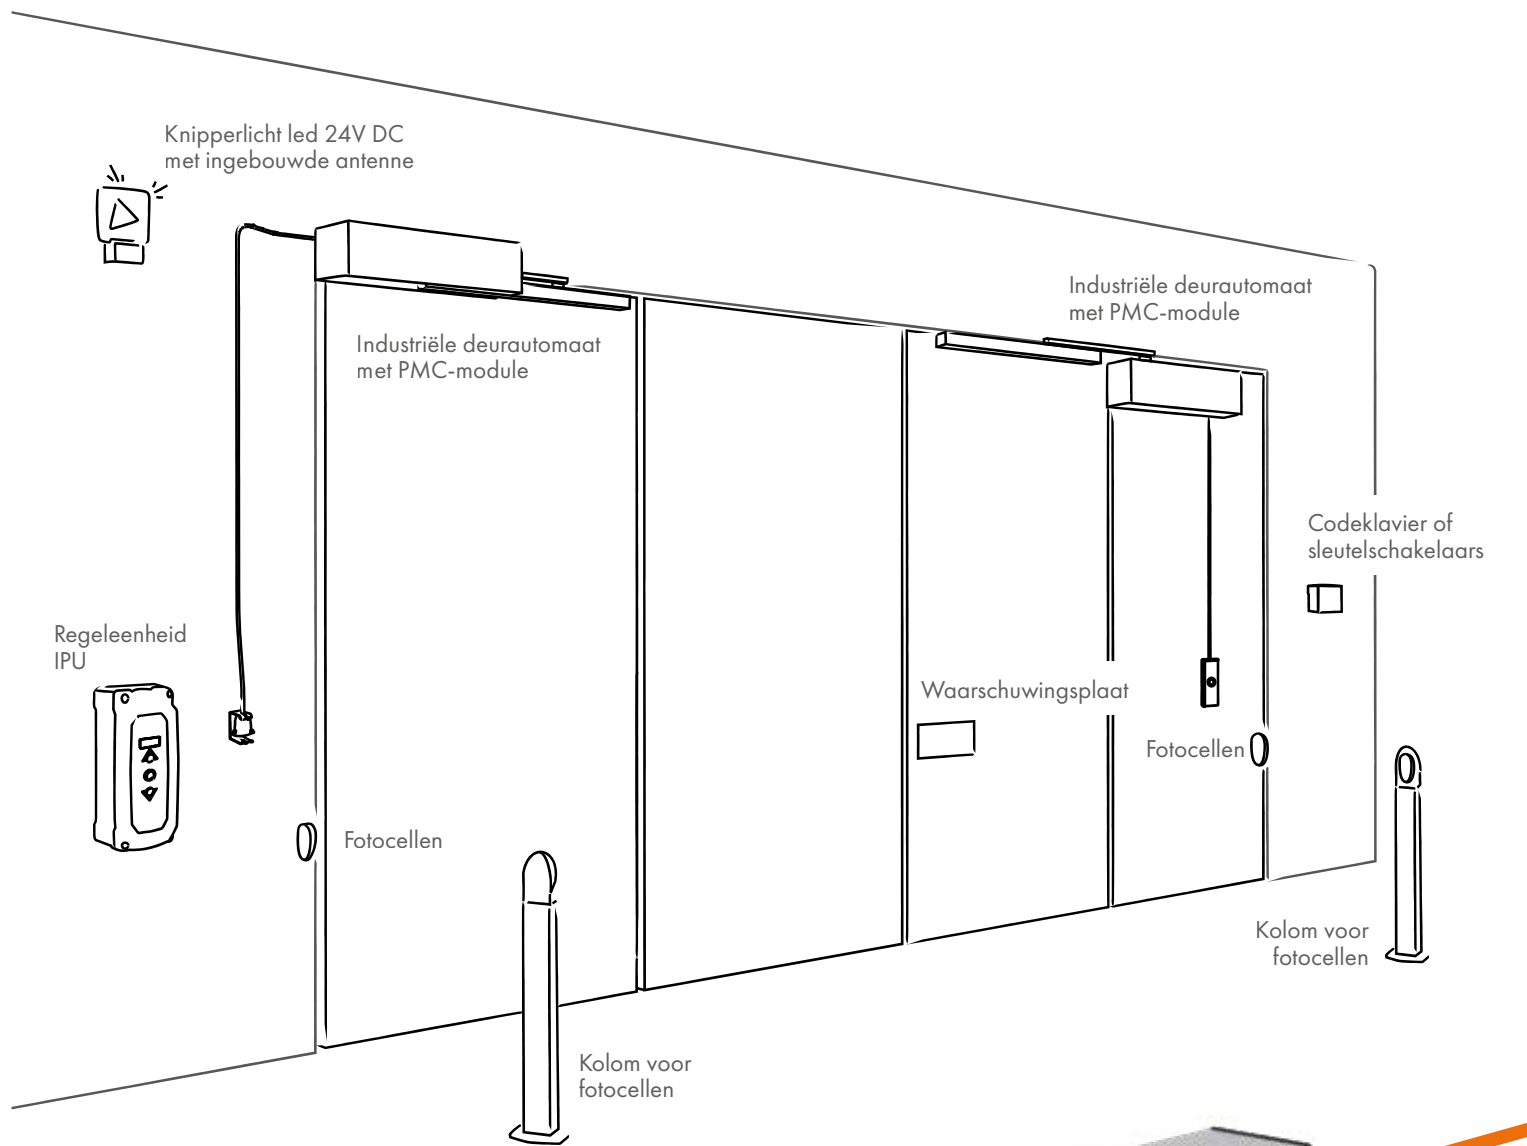 Knipperlicht led 24V DC
met ingebouwde antenne
Industriële deurautomaat
met PMC-module
Industriële deurautomaat
met PMC-module
Codeklavier of
sleutelschakelaars
Regeleenheid
IPU
Waarschuwingsplaat
Fotocellen
Fotocellen
Kolom voor
fotocellen
Kolom voor
fotocellen